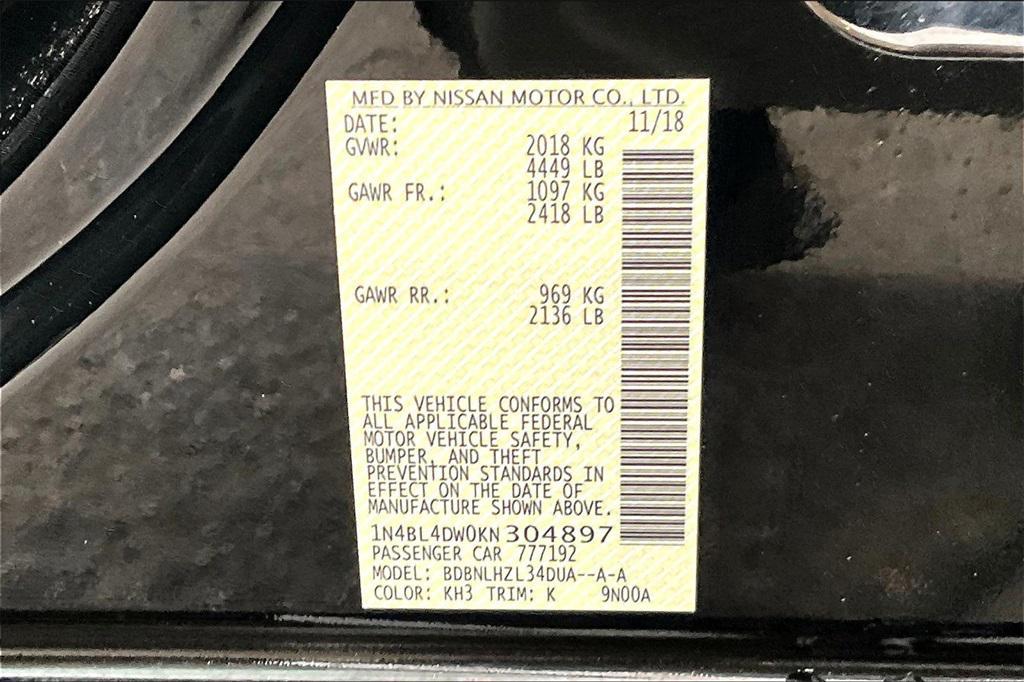 MFD BY NISSAN MOTOR CO., LTD.
DATE: 11/18
GVWR: 2018 KG
4449 LB
GAWR FR.: 1097 KG
2418 LB
GAWR RR.: 969 KG
2136 LB
THIS VEHICLE CONFORMS TO
ALL APPLICABLE FEDERAL
MOTOR VEHICLE SAFETY,
BUMPER, AND THEFT
PREVENTION STANDARDS IN
EFFECT ON THE DATE OF
MANUFACTURE SHOWN ABOVE.
1N4BL4DW0KN304897
PASSENGER CAR 777192
MODEL: BDBNLHZL34DUA--A-A
COLOR: KH3 TRIM: K 9N00A